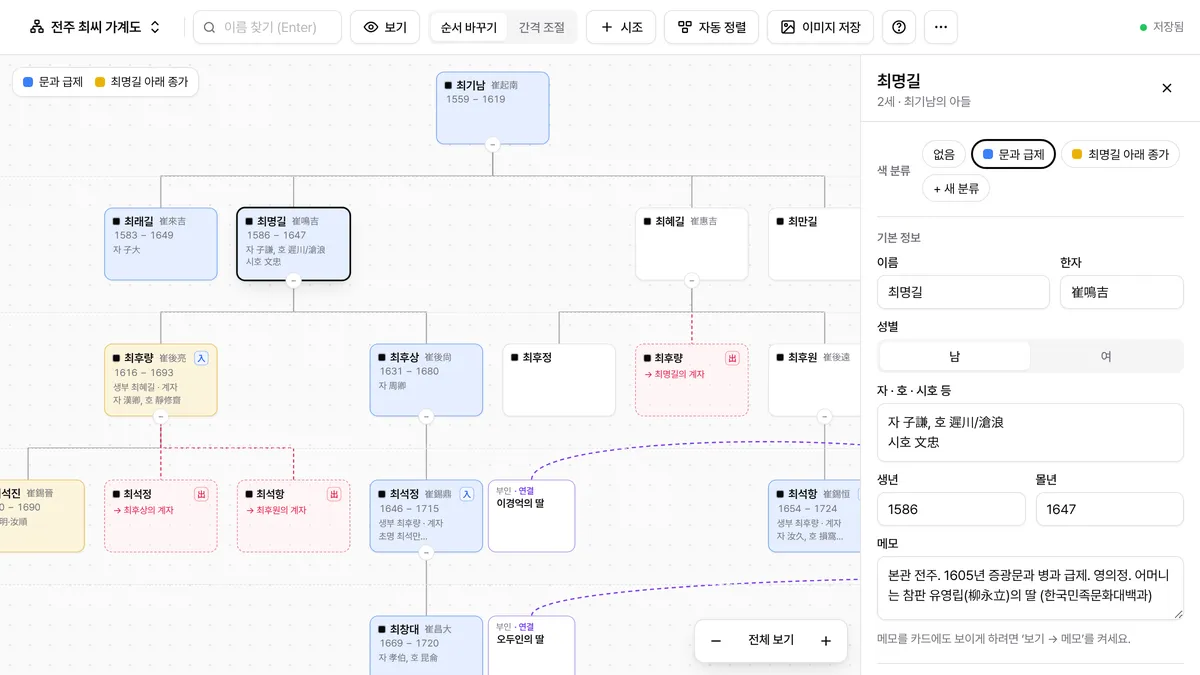 전주 최씨 가계도
이름 찾기 (Enter)
보기
순서 바꾸기
간격 조절
+ 시조
자동 정렬
이미지 저장
저장됨
문과 급제
최명길 아래 종가
최기남 崔起南
1559 – 1619
최래길 崔來吉
1583 – 1649
자 子大
최명길 崔鳴吉
1586 – 1647
자 子謙, 호 遲川/滄浪
시호 文忠
최혜길 崔惠吉
최만길
최후량 崔後亮 入
1616 – 1693
생부 최혜길 · 계자
자 漢卿, 호 靜修齋
최후상 崔後尙
1631 – 1680
자 周卿
최후정
최후량 出
→ 최명길의 계자
최후원 崔後遠
석진 崔錫晉
0 – 1690
明·汝順
최석정 出
→ 최후상의 계자
최석항 出
→ 최후원의 계자
최석정 崔錫鼎 入
1646 – 1715
생부 최후량 · 계자
초명 최석만...
부인 · 연결
이경억의 딸
최석항 崔錫恒
1654 – 1724
생부 최후량 · 계자
자 汝久, 호 損窩...
최창대 崔昌大
1669 – 1720
자 孝伯, 호 昆侖
부인 · 연결
오두인의 딸
전체 보기
최명길
2세 · 최기남의 아들
색 분류
없음
문과 급제
최명길 아래 종가
+ 새 분류
기본 정보
이름
한자
최명길
崔鳴吉
성별
남
여
자 · 호 · 시호 등
자 子謙, 호 遲川/滄浪
시호 文忠
생년
몰년
1586
1647
메모
본관 전주. 1605년 증광문과 병과 급제. 영의정. 어머니
는 참판 유영립(柳永立)의 딸 (한국민족문화대백과)
메모를 카드에도 보이게 하려면 '보기 → 메모'를 켜세요.